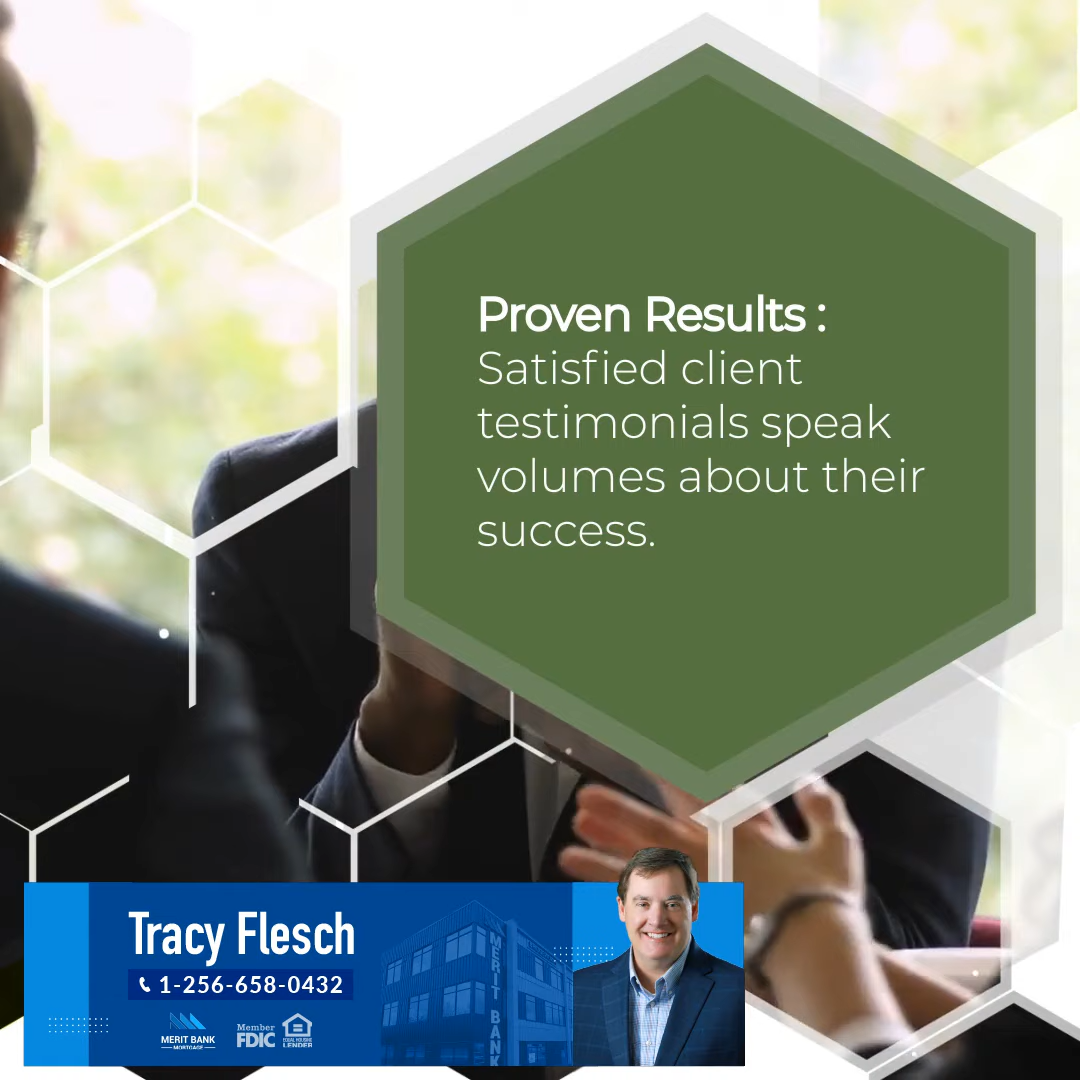 Proven Results :
Satisfied client
testimonials speak
volumes about their
success.
Tracy Flesch
1-256-658-0432
MERIT BANK
MORTGAGE
Member
FDIC
EQUAL HOUSING
LENDER
MERIT BANK